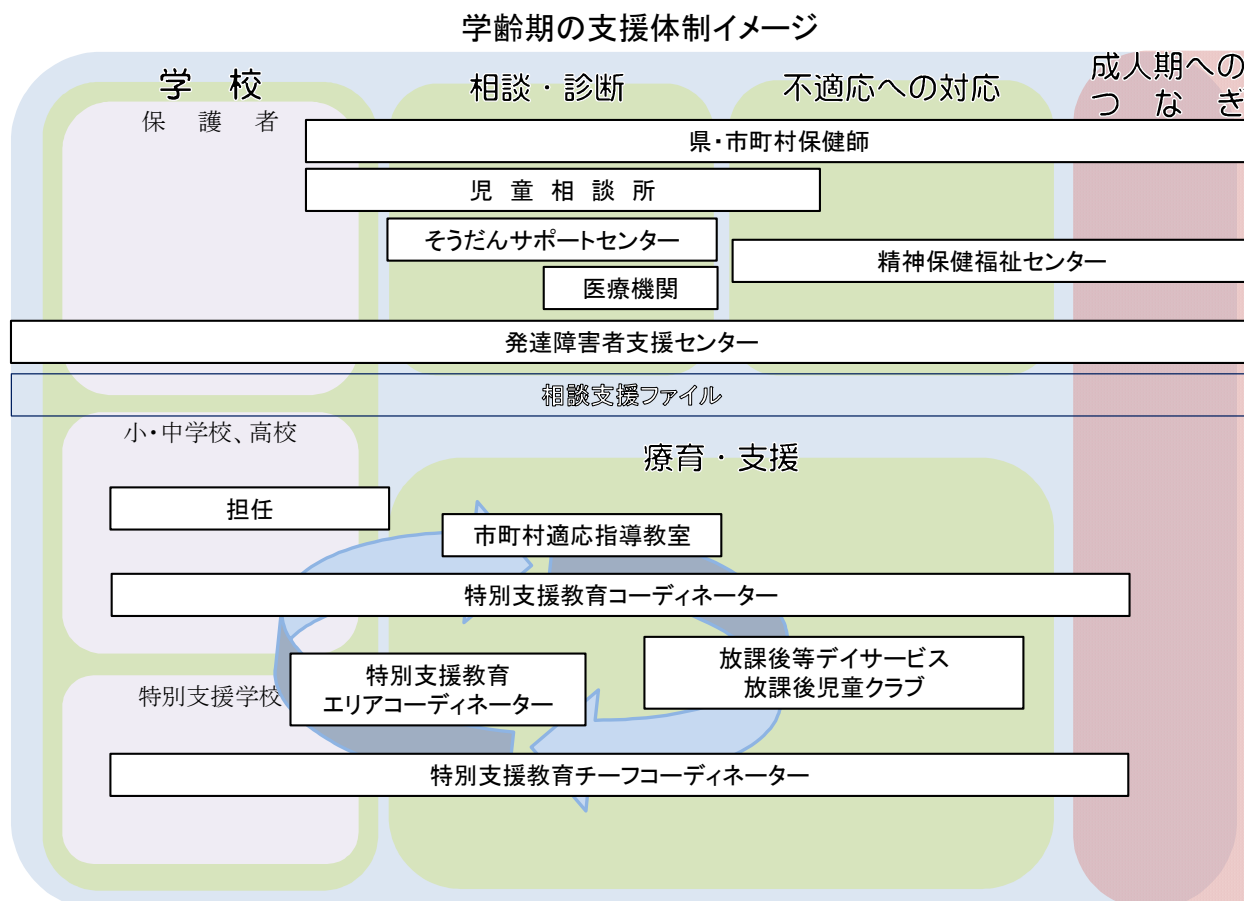 学齢期の支援体制イメージ
学 校
相談・診断
不適応への対応
成人期への
つ な ぎ
保 護 者
県・市町村保健師
児 童 相 談 所
そうだんサポートセンター
精神保健福祉センター
医療機関
発達障害者支援センター
相談支援ファイル
小・中学校、高校
療育・支援
担任
市町村適応指導教室
特別支援教育コーディネーター
放課後等デイサービス
放課後児童クラブ
特別支援学校
特別支援教育
エリアコーディネーター
特別支援教育チーフコーディネーター